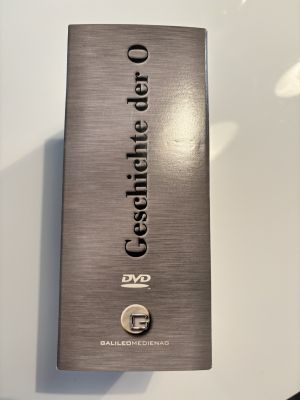 Geschichte der O
DVD
G
GALILEOMEDIENAG